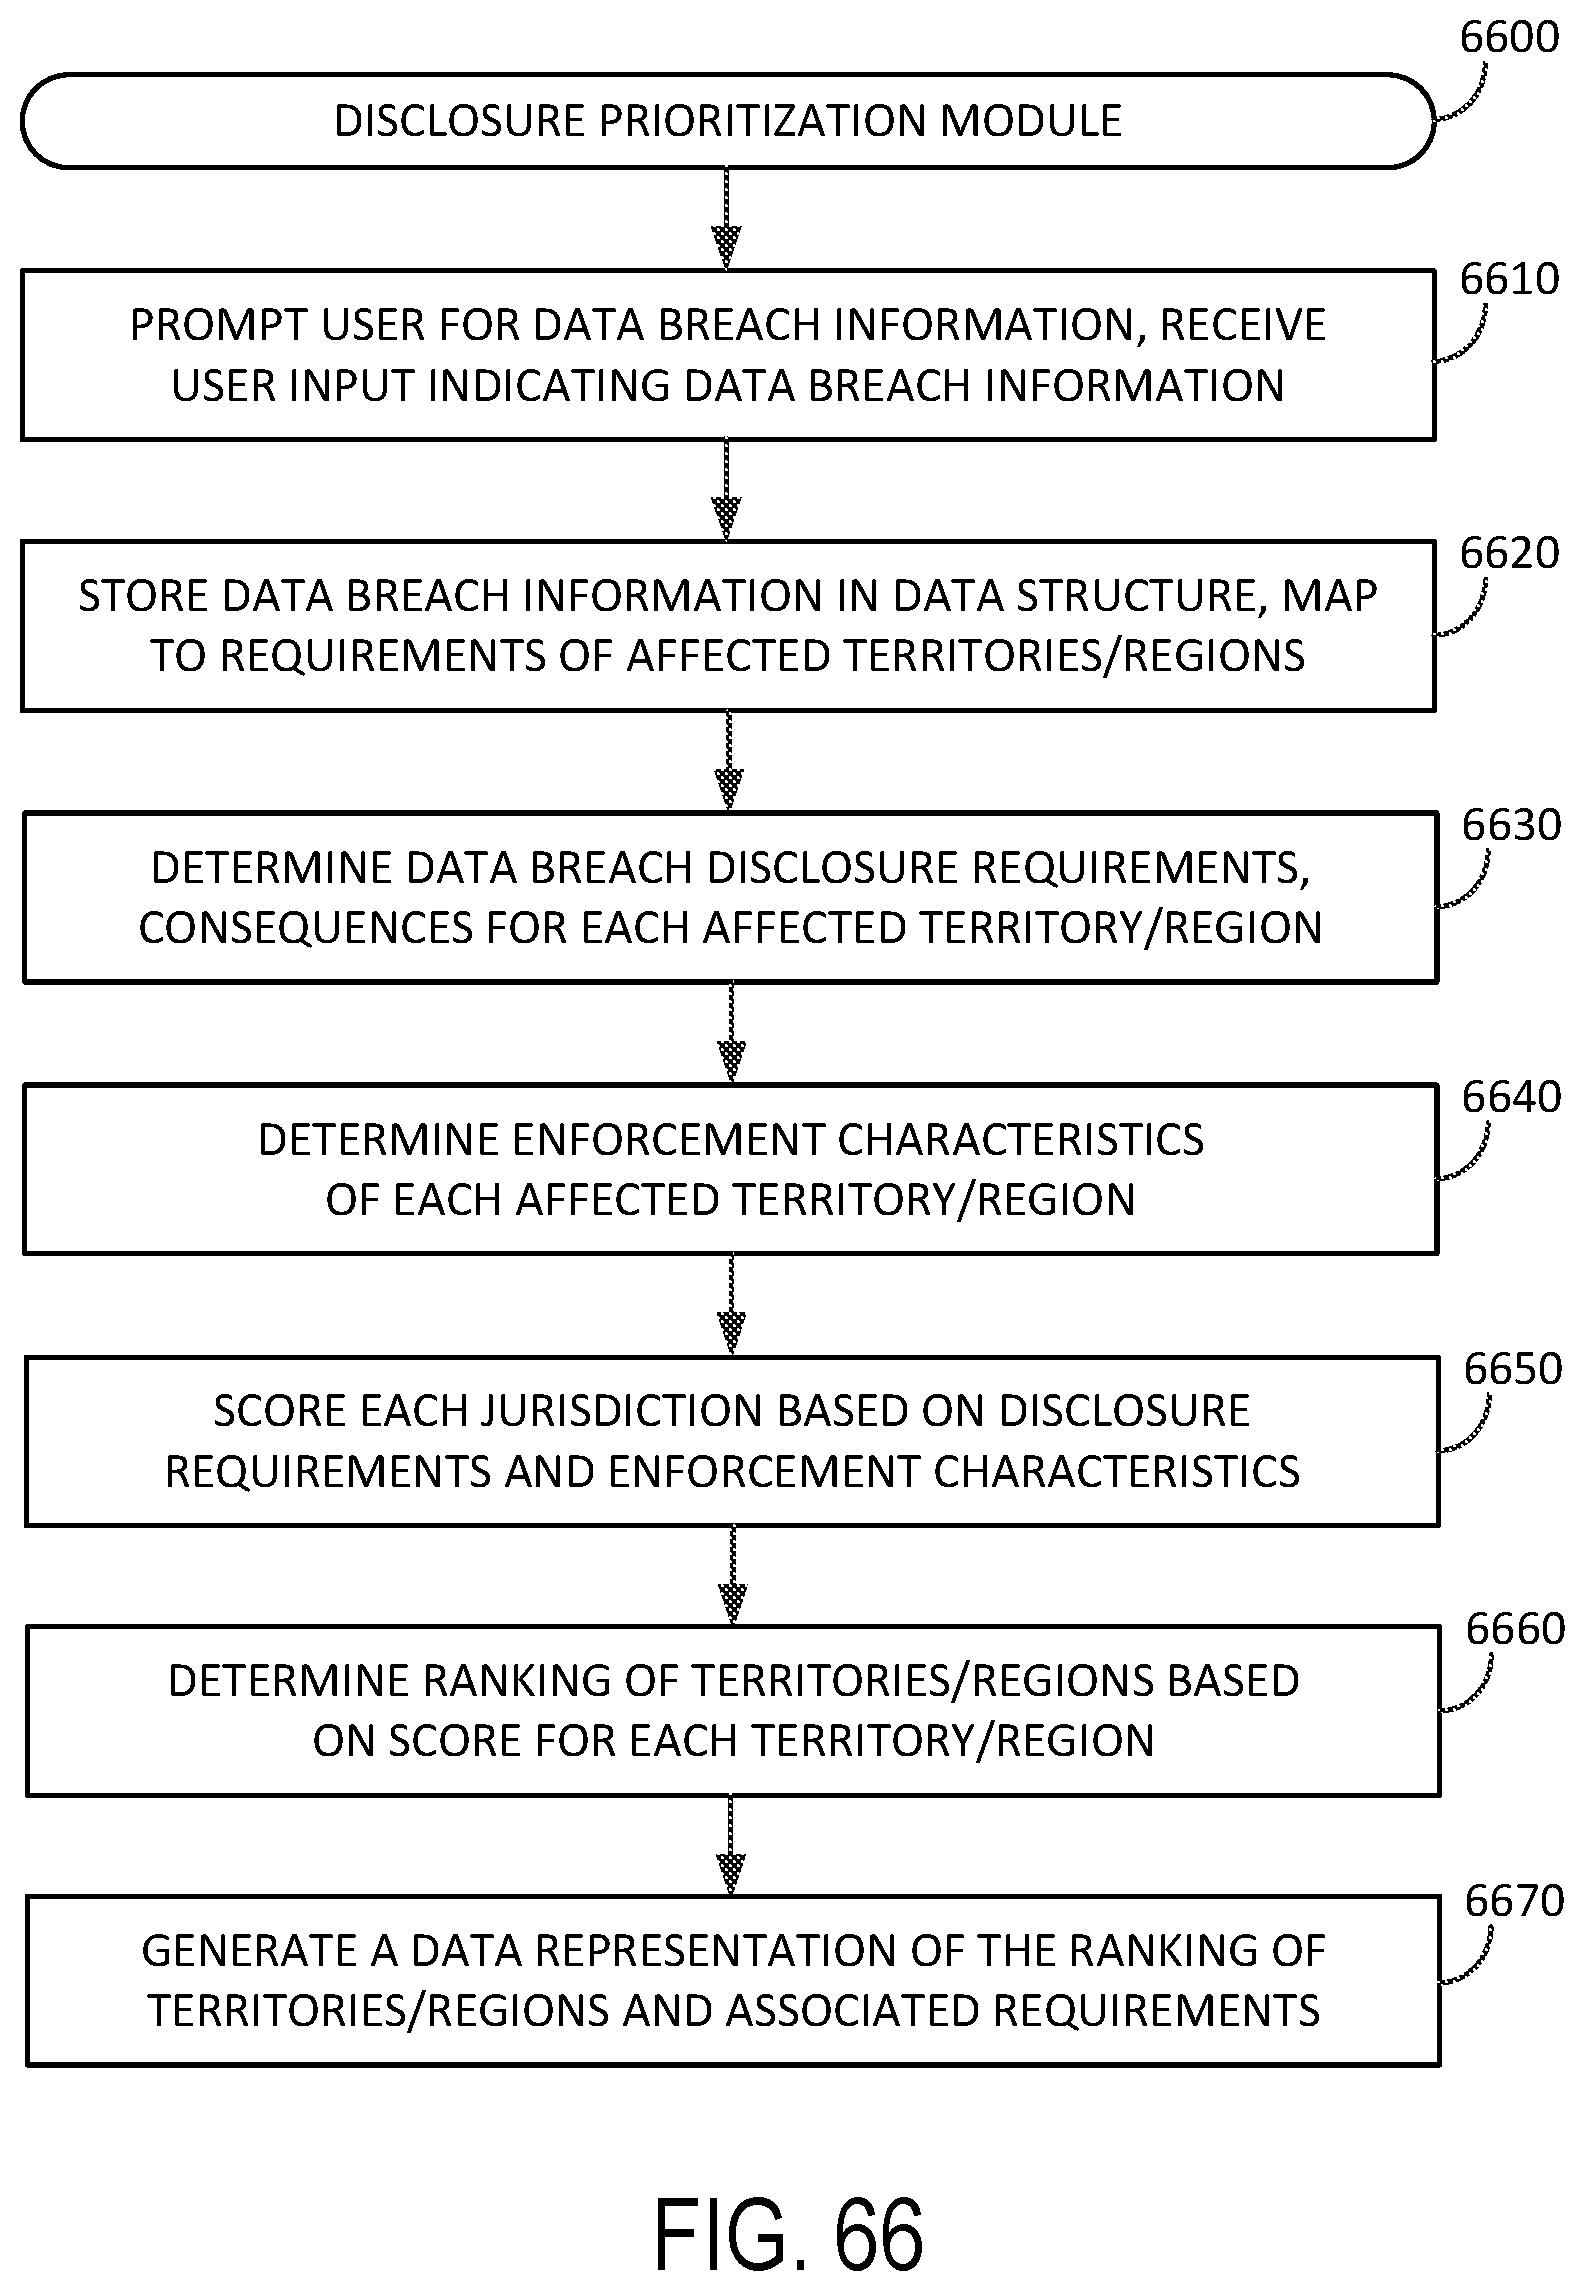 6600
DISCLOSURE PRIORITIZATION MODULE
6610
PROMPT USER FOR DATA BREACH INFORMATION, RECEIVE
USER INPUT INDICATING DATA BREACH INFORMATION
6620
STORE DATA BREACH INFORMATION IN DATA STRUCTURE, MAP
TO REQUIREMENTS OF AFFECTED TERRITORIES/REGIONS
6630
DETERMINE DATA BREACH DISCLOSURE REQUIREMENTS,
CONSEQUENCES FOR EACH AFFECTED TERRITORY/REGION
6640
DETERMINE ENFORCEMENT CHARACTERISTICS
OF EACH AFFECTED TERRITORY/REGION
6650
SCORE EACH JURISDICTION BASED ON DISCLOSURE
REQUIREMENTS AND ENFORCEMENT CHARACTERISTICS
6660
DETERMINE RANKING OF TERRITORIES/REGIONS BASED
ON SCORE FOR EACH TERRITORY/REGION
6670
GENERATE A DATA REPRESENTATION OF THE RANKING OF
TERRITORIES/REGIONS AND ASSOCIATED REQUIREMENTS
FIG. 66